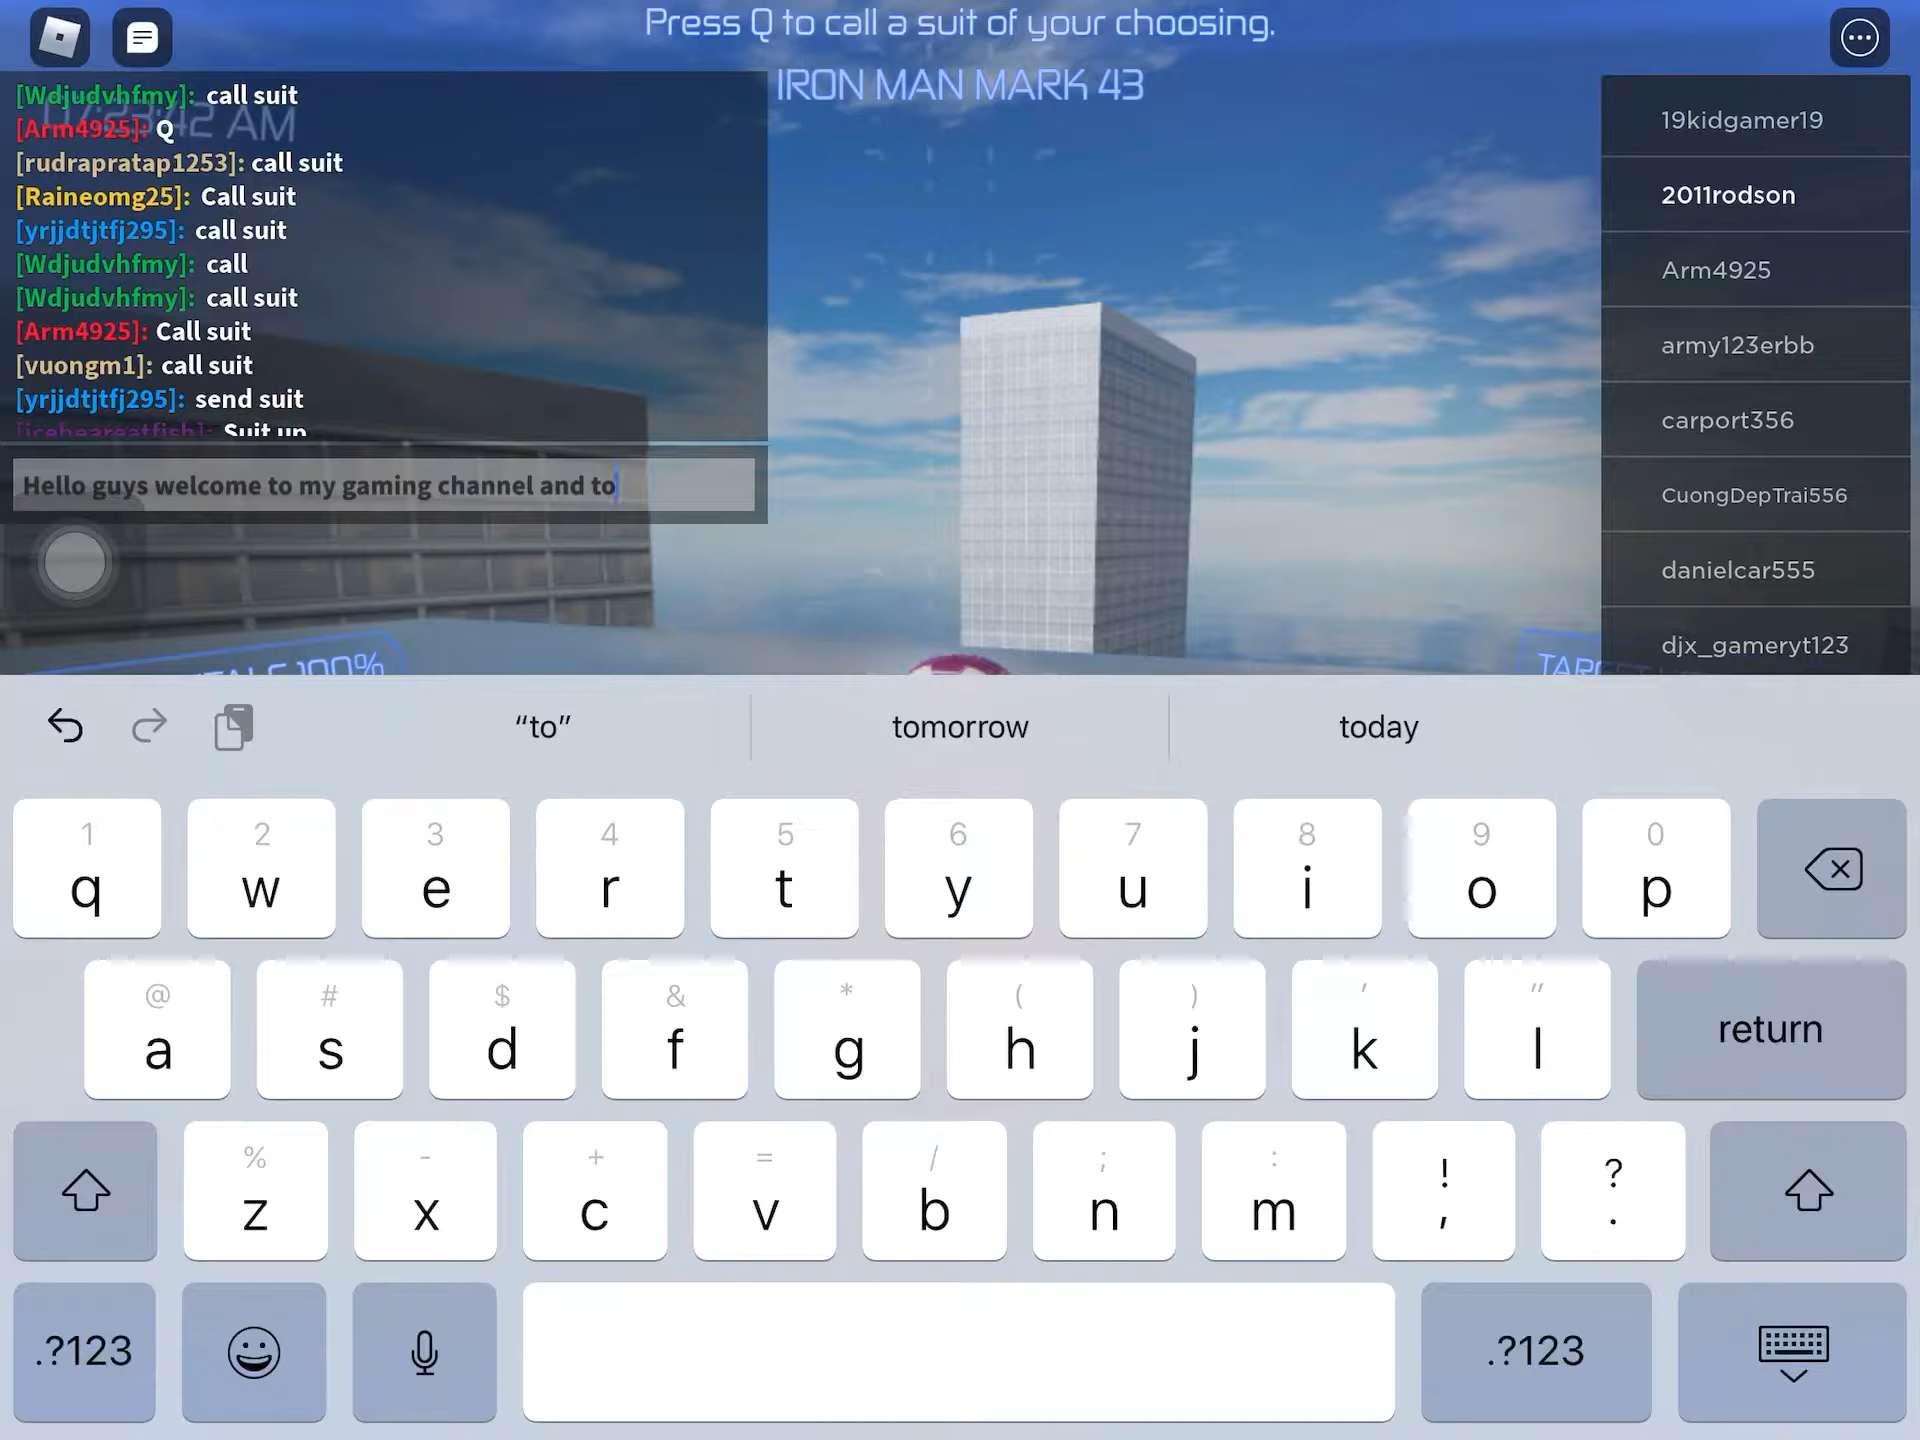 Press Q to call a suit of your choosing.
IRON MAN MARK 43
[Wdjudvhfmy]: call suit
[Arm4925]: Q
[rudrapratap1253]: call suit
[Raineomg25]: Call suit
[yrjjdtjtfj295]: call suit
[Wdjudvhfmy]: call
[Wdjudvhfmy]: call suit
[Arm4925]: Call suit
[vuongm1]: call suit
[yrjjdtjtfj295]: send suit
Suit up
Hello guys welcome to my gaming channel and to
19kidgamer19
2011rodson
Arm4925
army123erbb
carport356
CuongDepTrai556
danielcar555
djx_gameryt123
100%
“to”
tomorrow
today
1 2 3 4 5 6 7 8 9 0
q w e r t y u i o p
@ # $ & * ( ) ' "
a s d f g h j k l return
% - + = / ; : ! ?
z x c v b n m , .
.?123 .?123